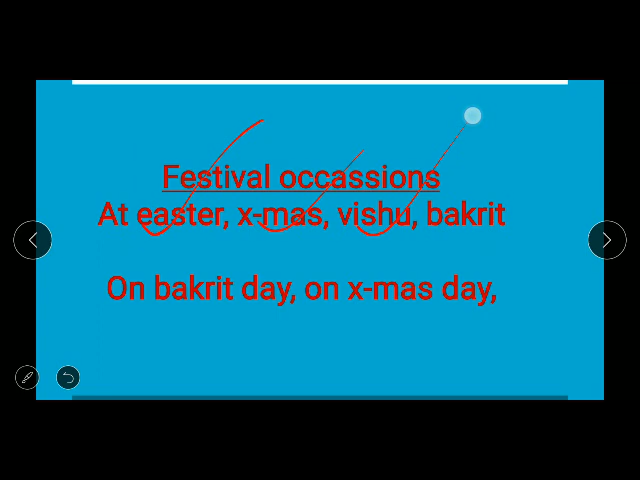 Festival occassions
At easter, x-mas, vishu, bakrit
On bakrit day, on x-mas day,